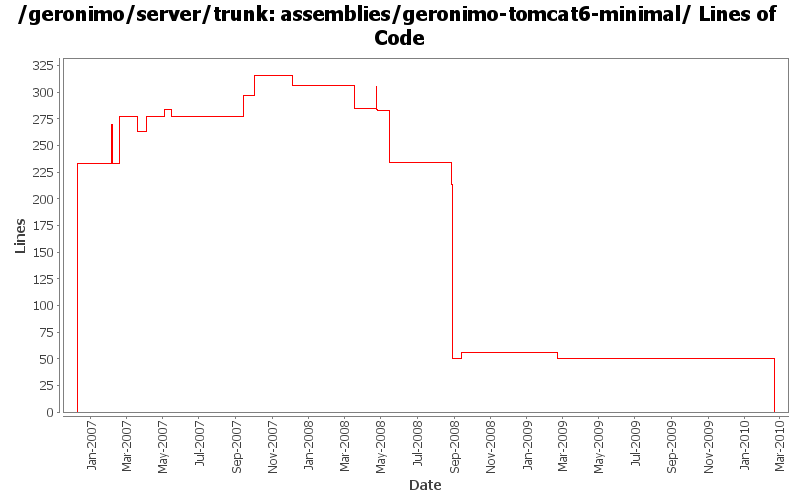 /geronimo/server/trunk: assemblies/geronimo-tomcat6-minimal/ Lines of
Code
325
300
275
250
225
200
175
150
125
100
75
50
25
0
Lines
Jan-2007
Mar-2007
May-2007
Jul-2007
Sep-2007
Nov-2007
Jan-2008
Mar-2008
May-2008
Jul-2008
Sep-2008
Nov-2008
Jan-2009
Mar-2009
May-2009
Jul-2009
Sep-2009
Nov-2009
Jan-2010
Mar-2010
Date